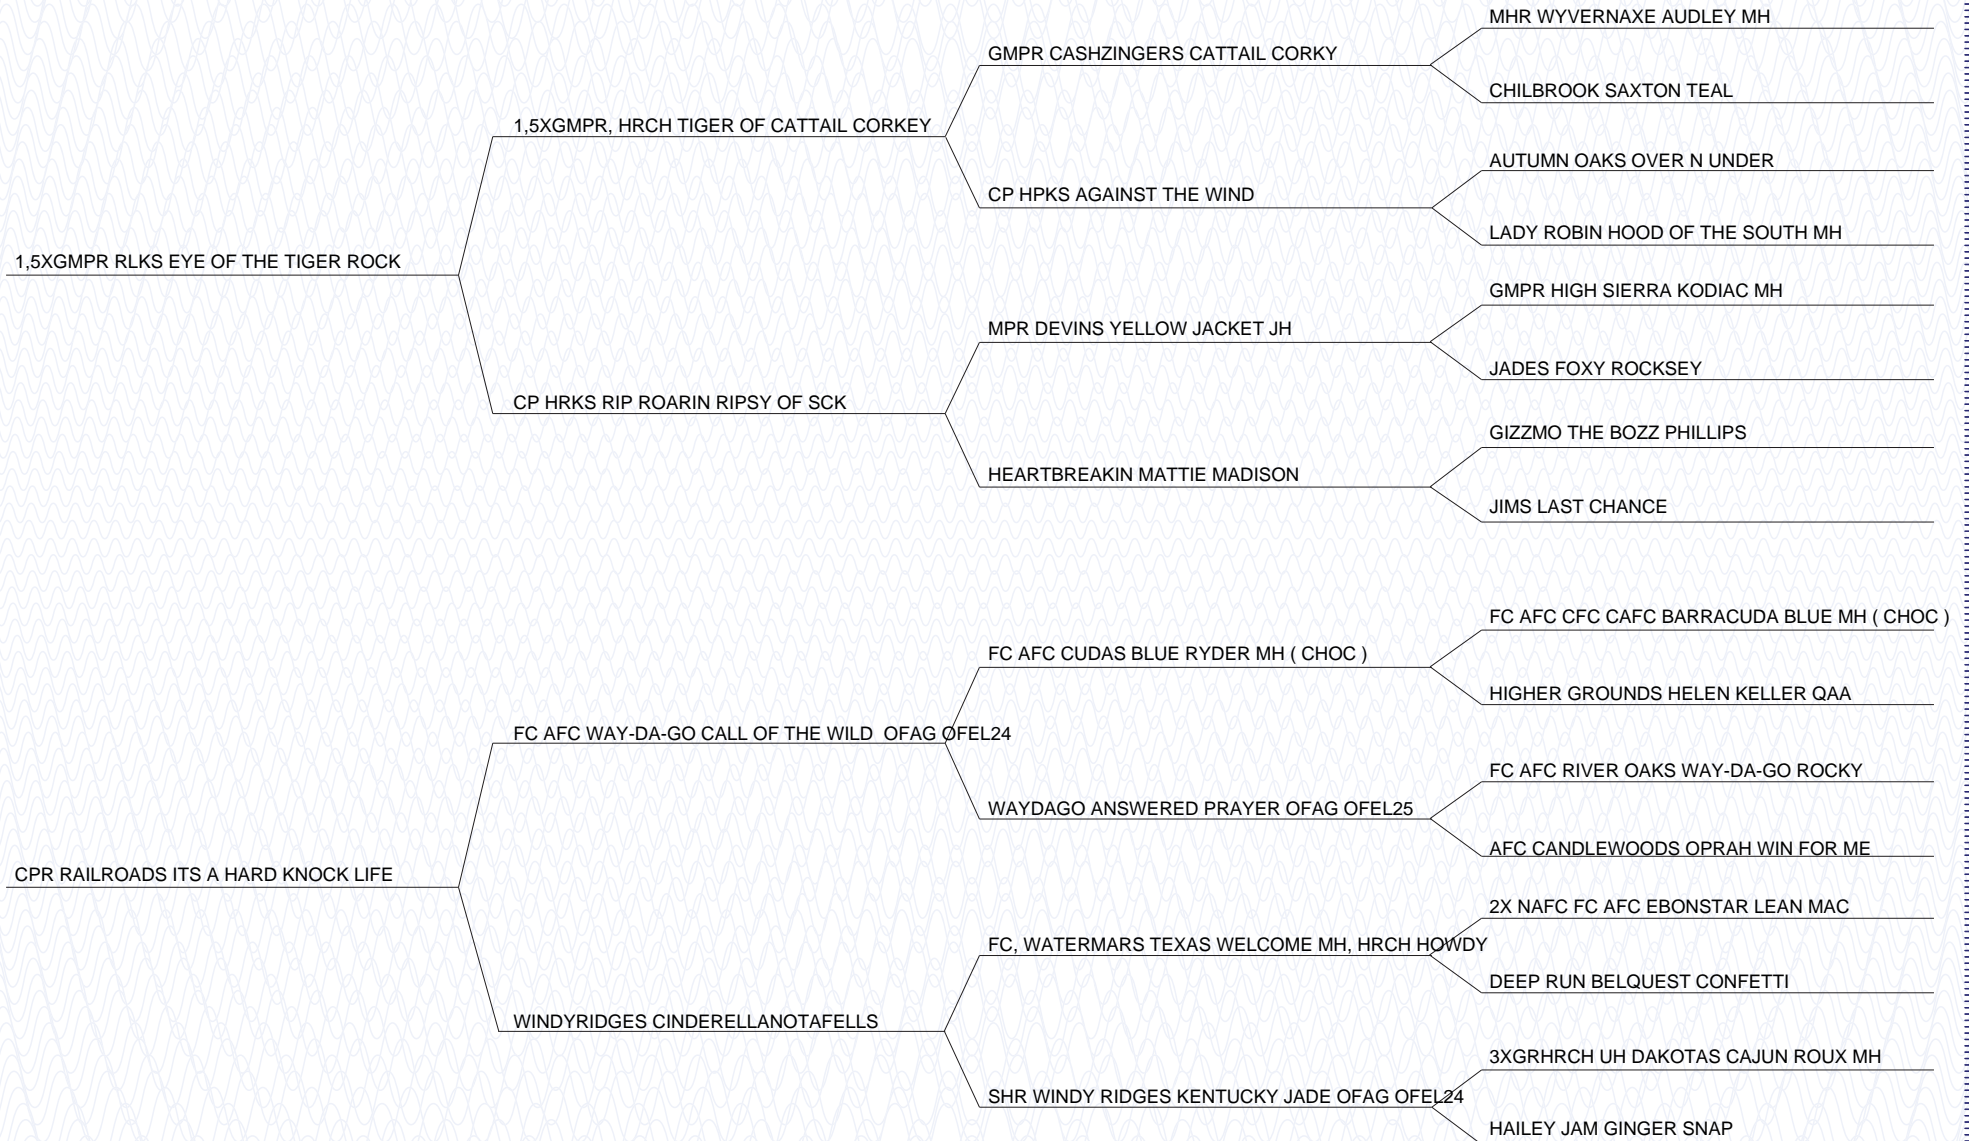 MHR WYVERNAXE AUDLEY MH
GMPR CASHZINGERS CATTAIL CORKY
CHILBROOK SAXTON TEAL
1,5XGMPR, HRCH TIGER OF CATTAIL CORKEY
AUTUMN OAKS OVER N UNDER
CP HPKS AGAINST THE WIND
LADY ROBIN HOOD OF THE SOUTH MH
1,5XGMPR RLKS EYE OF THE TIGER ROCK
GMPR HIGH SIERRA KODIAC MH
MPR DEVINS YELLOW JACKET JH
JADES FOXY ROCKSEY
CP HRKS RIP ROARIN RIPSY OF SCK
GIZZMO THE BOZZ PHILLIPS
HEARTBREAKIN MATTIE MADISON
JIMS LAST CHANCE
FC AFC CFC CAFC BARRACUDA BLUE MH ( CHOC )
FC AFC CUDAS BLUE RYDER MH ( CHOC )
HIGHER GROUNDS HELEN KELLER QAA
FC AFC WAY-DA-GO CALL OF THE WILD  OFAG OFEL24
FC AFC RIVER OAKS WAY-DA-GO ROCKY
WAYDAGO ANSWERED PRAYER OFAG OFEL25
AFC CANDLEWOODS OPRAH WIN FOR ME
CPR RAILROADS ITS A HARD KNOCK LIFE
2X NAFC FC AFC EBONSTAR LEAN MAC
FC, WATERMARS TEXAS WELCOME MH, HRCH HOWDY
DEEP RUN BELQUEST CONFETTI
WINDYRIDGES CINDERELLANOTAFELLS
3XGRHRCH UH DAKOTAS CAJUN ROUX MH
SHR WINDY RIDGES KENTUCKY JADE OFAG OFEL24
HAILEY JAM GINGER SNAP